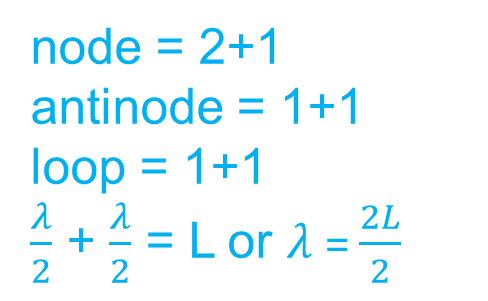 node = 2+1
antinode = 1+1
loop = 1+1
λ/2 + λ/2 = L or λ = 2L/2